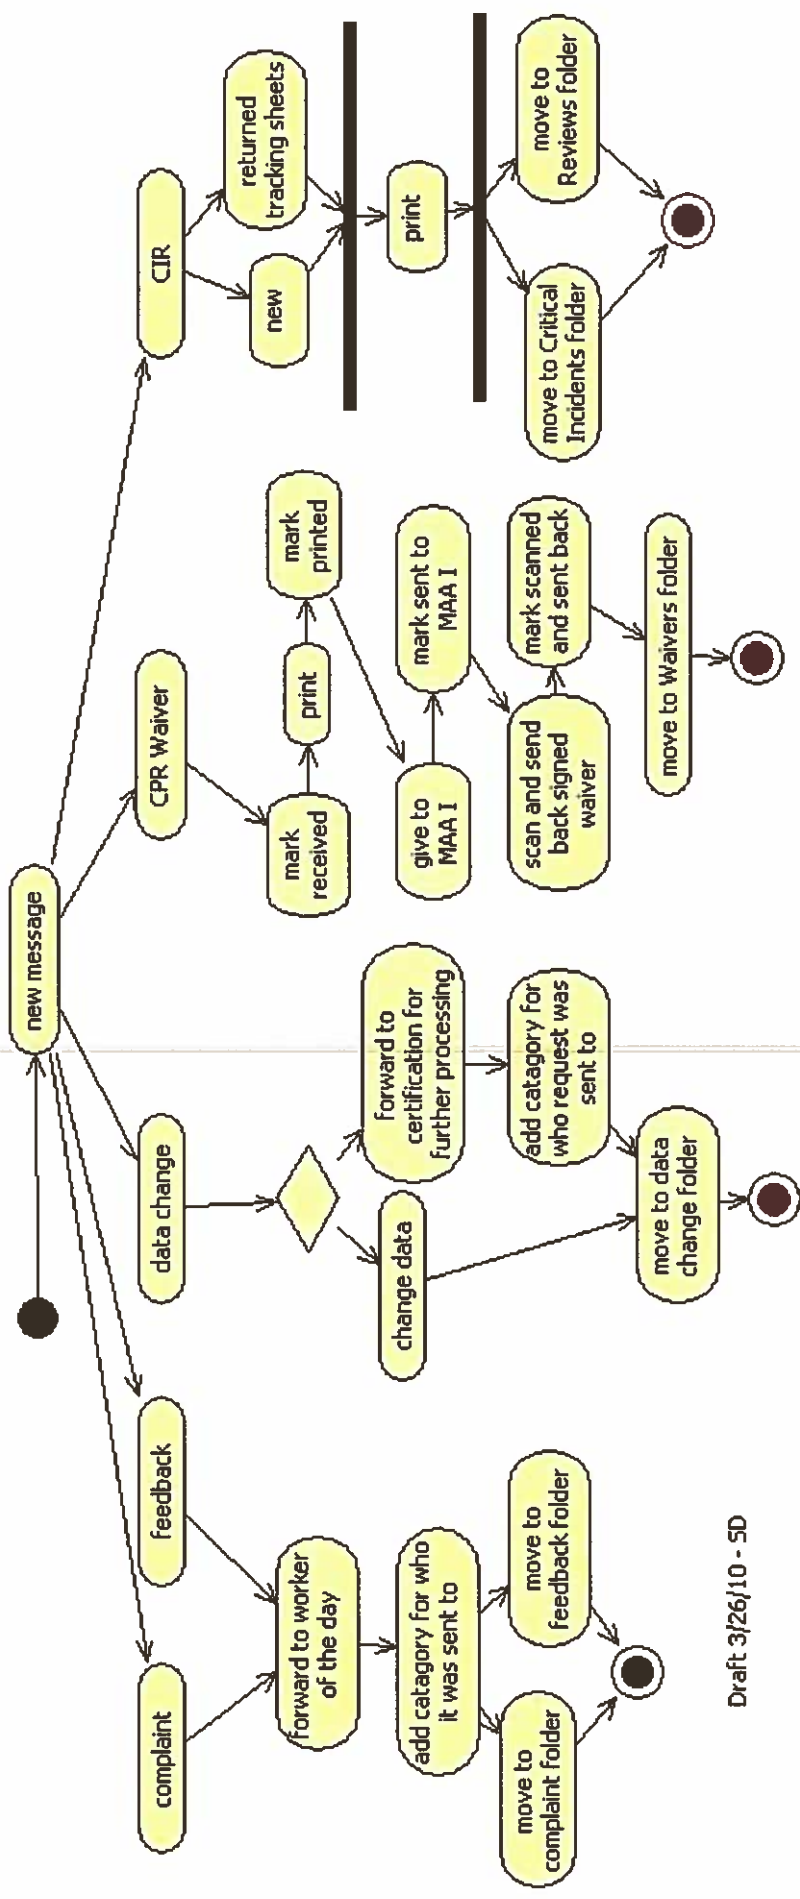 new message
complaint
feedback
data change
CPR Waiver
CIR
forward to worker
of the day
add catagory for who
it was sent to
move to
complaint folder
move to
feedback folder
change data
forward to
certification for
further processing
add catagory for
who request was
sent to
move to data
change folder
mark
received
print
mark
printed
give to
MAA I
mark sent to
MAA I
scan and send
back signed
waiver
mark scanned
and sent back
move to Waivers folder
new
returned
tracking sheets
print
move to Critical
Incidents folder
move to
Reviews folder
Draft 3/26/10 - SD